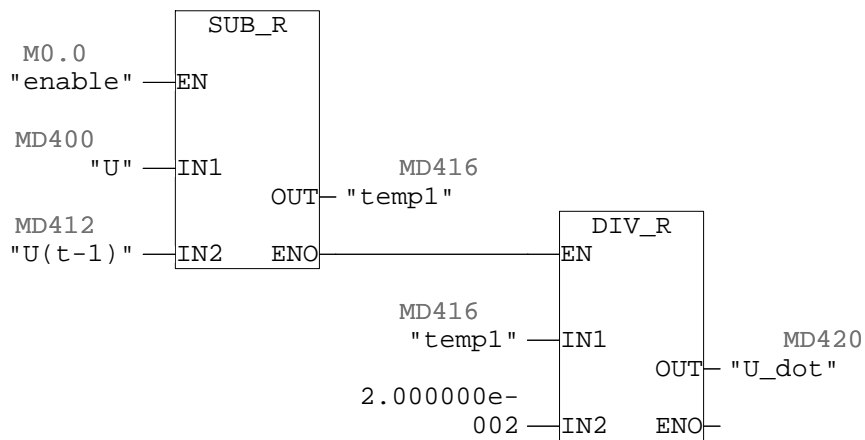 SUB_R
M0.0
"enable" EN
MD400
"U" IN1
MD416
OUT "temp1"
MD412
"U(t-1)" IN2 ENO
DIV_R
EN
MD416
"temp1" IN1
MD420
OUT "U_dot"
2.000000e-
002 IN2 ENO